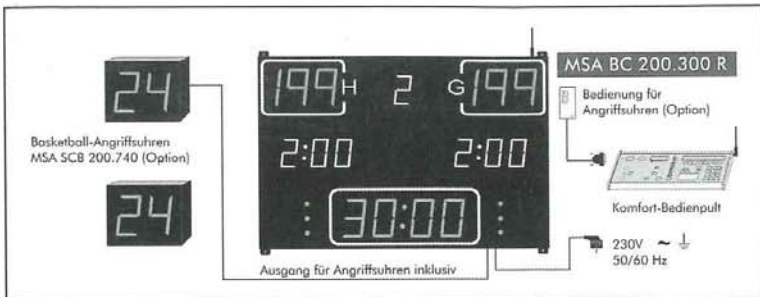 24
Basketball-Angriffsuhren
MSA SCB 200.740 (Option)
24
199 H 2 G 199
2:00 2:00
30:00
Ausgang für Angriffsuhren inklusiv
MSA BC 200.300 R
Bedienung für
Angriffsuhren (Option)
Komfort-Bedienpult
230V ~
50/60 Hz